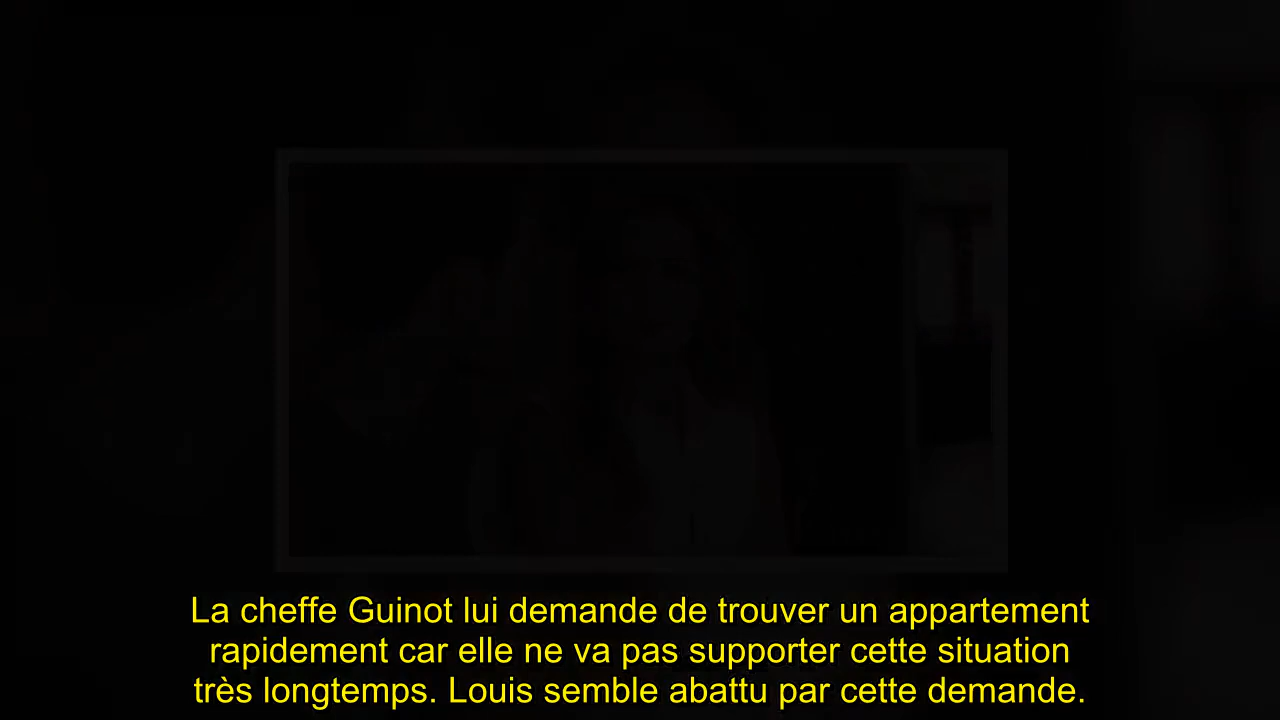 La cheffe Guinot lui demande de trouver un appartement
rapidement car elle ne va pas supporter cette situation
très longtemps. Louis semble abattu par cette demande.